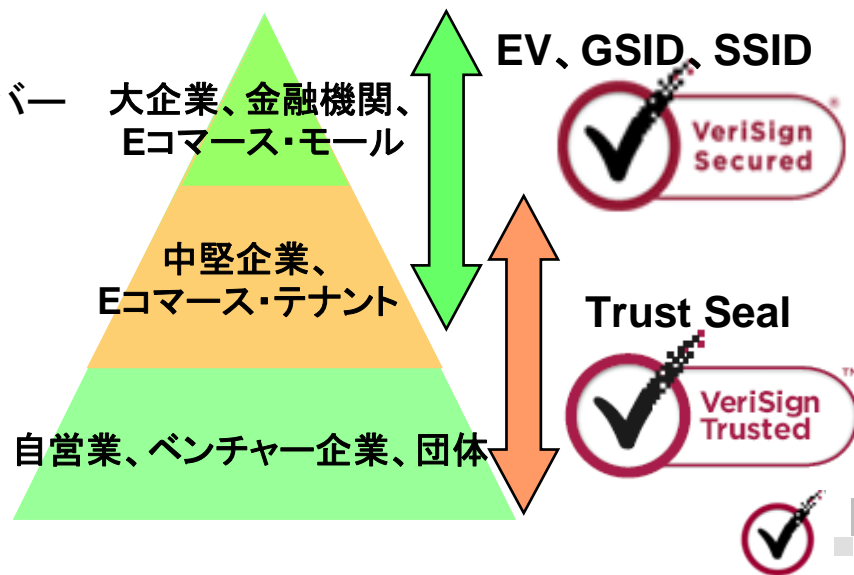 バー
大企業、金融機関、
Eコマース・モール
EV、GSID、SSID
VeriSign
Secured
®
中堅企業、
Eコマース・テナント
Trust Seal
VeriSign
Trusted
™
自営業、ベンチャー企業、団体